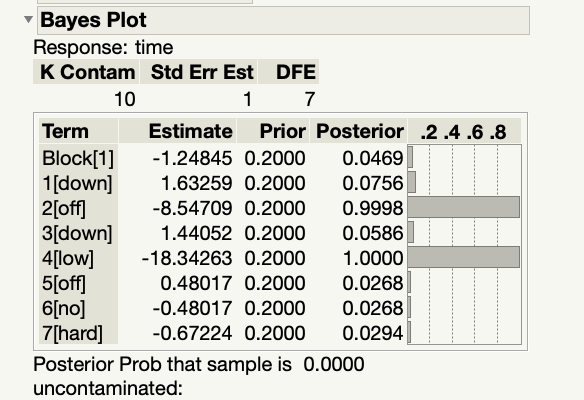 Bayes Plot
Response: time
K Contam Std Err Est DFE
10 1 7
Term Estimate Prior Posterior .2 .4 .6 .8
Block[1] -1.24845 0.2000 0.0469
1[down] 1.63259 0.2000 0.0756
2[off] -8.54709 0.2000 0.9998
3[down] 1.44052 0.2000 0.0586
4[low] -18.34263 0.2000 1.0000
5[off] 0.48017 0.2000 0.0268
6[no] -0.48017 0.2000 0.0268
7[hard] -0.67224 0.2000 0.0294
Posterior Prob that sample is 0.0000
uncontaminated: